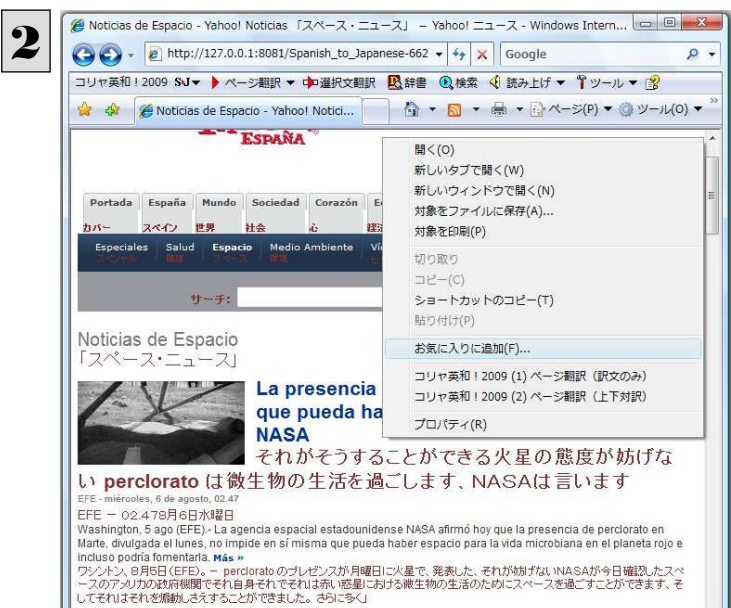 2
Noticias de Espacio - Yahoo! Noticias 「スペース・ニュース」 – Yahoo! ニュース - Windows Intern...
http://127.0.0.1:8081/Spanish_to_Japanese-662
Google
コリャ英和!2009 S›J ページ翻訳 選択文翻訳 辞書 検索 読み上げ ツール
Noticias de Espacio - Yahoo! Notici...
ページ(P) ツール(O) »
ESPAÑA
開く(O)
新しいタブで開く(W)
新しいウィンドウで開く(N)
対象をファイルに保存(A)...
対象を印刷(P)
切り取り
コピー(C)
ショートカットのコピー(T)
貼り付け(P)
お気に入りに追加(F)...
コリャ英和!2009 (1) ページ翻訳(訳文のみ)
コリャ英和!2009 (2) ページ翻訳(上下対訳)
プロパティ(R)
Portada España Mundo Sociedad Corazón
カバー スペイン 世界 社会 心
Especiales Salud Espacio Medio Ambiente
スペシャル 健康 スペース 環境
サーチ:
Noticias de Espacio
「スペース・ニュース」
La presencia
que pueda ha
NASA
それがそうすることができる火星の態度が妨げな
い perclorato は微生物の生活を過ごします、NASAは言います
EFE - miércoles, 6 de agosto, 02.47
EFE － 02.478月6日水曜日
Washington, 5 ago (EFE).- La agencia espacial estadounidense NASA afirmó hoy que la presencia de perclorato en
Marte, divulgada el lunes, no impide en sí misma que pueda haber espacio para la vida microbiana en el planeta rojo e
incluso podría fomentarla. Más »
ワシントン、8月5日(EFE)。－ perclorato のプレゼンスが月曜日に火星で、発表した、それが妨げないNASAが今日確認したスペ
ースのアメリカの政府機関でそれ自身それでそれは赤い惑星における微生物の生活のためにスペースを過ごすことができます、そ
してそれはそれを煽動しさえすることができました。さらに多く」